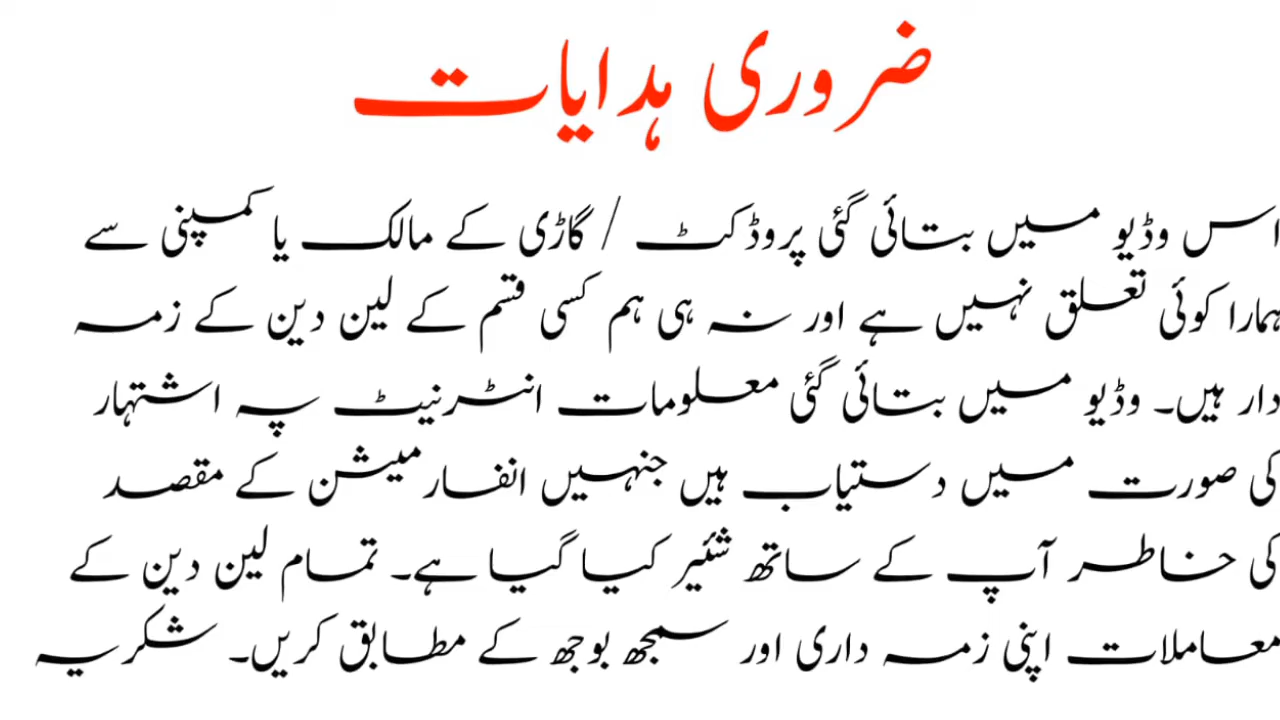 ضروری ہدایات
اس وڈیو میں بتائی گئی پروڈکٹ / گاڑی کے مالک یا کمپنی سے
ہمارا کوئی تعلق نہیں ہے اور نہ ہی ہم کسی قسم کے لین دین کے زمہ
دار ہیں۔ وڈیو میں بتائی گئی معلومات انٹرنیٹ پہ اشتہار
کی صورت میں دستیاب ہیں جنہیں انفارمیشن کے مقصد
کی خاطر آپ کے ساتھ شئیر کیا گیا ہے۔ تمام لین دین کے
معاملات اپنی زمہ داری اور سمجھ بوجھ کے مطابق کریں۔ شکریہ